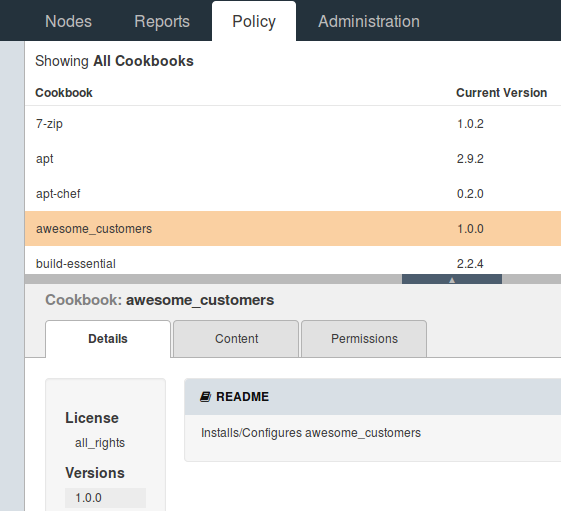 Nodes Reports Policy Administration
Showing All Cookbooks
Cookbook Current Version
7-zip 1.0.2
apt 2.9.2
apt-chef 0.2.0
awesome_customers 1.0.0
build-essential 2.2.4
Cookbook: awesome_customers
Details Content Permissions
README
Installs/Configures awesome_customers
License
all_rights
Versions
1.0.0